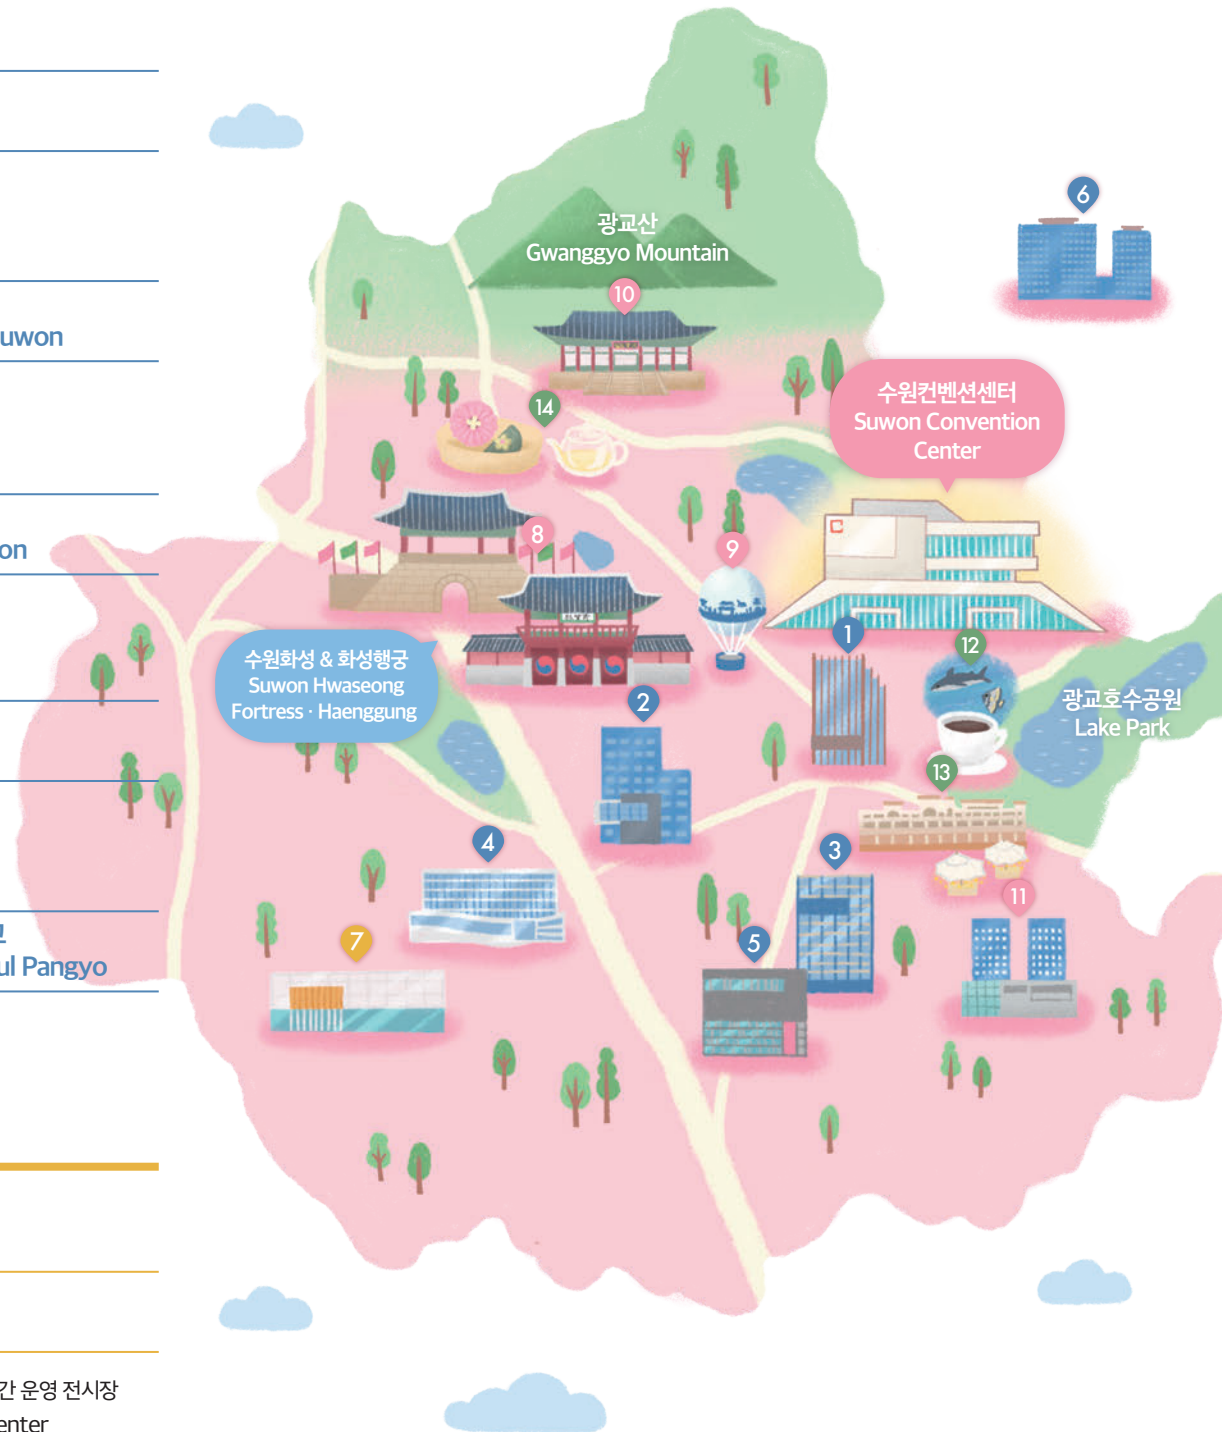 uwon
on
ul Pangyo
간 운영 전시장
enter
6
광교산
Gwanggyo Mountain
10
수원컨벤션센터
Suwon Convention
Center
14
8
9
1
12
수원화성 & 화성행궁
Suwon Hwaseong
Fortress · Haenggung
2
광교호수공원
Lake Park
13
4
3
11
7
5